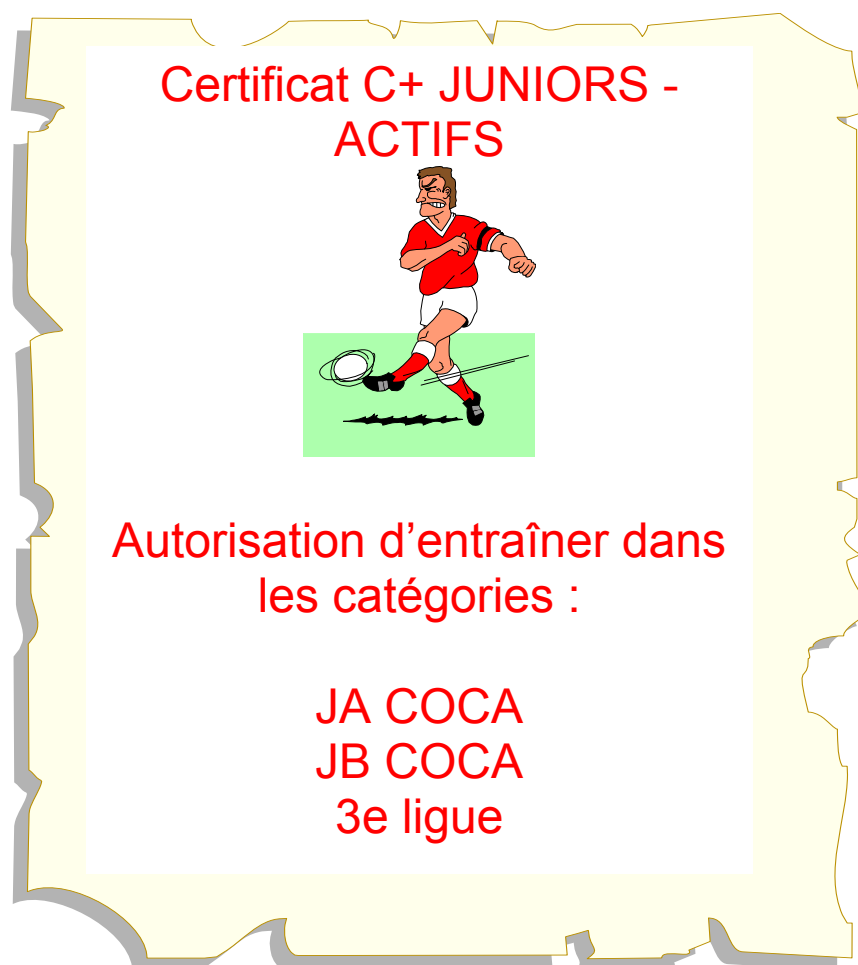 Certificat C+ JUNIORS -
ACTIFS
Autorisation d’entraîner dans
les catégories :
JA COCA
JB COCA
3e ligue